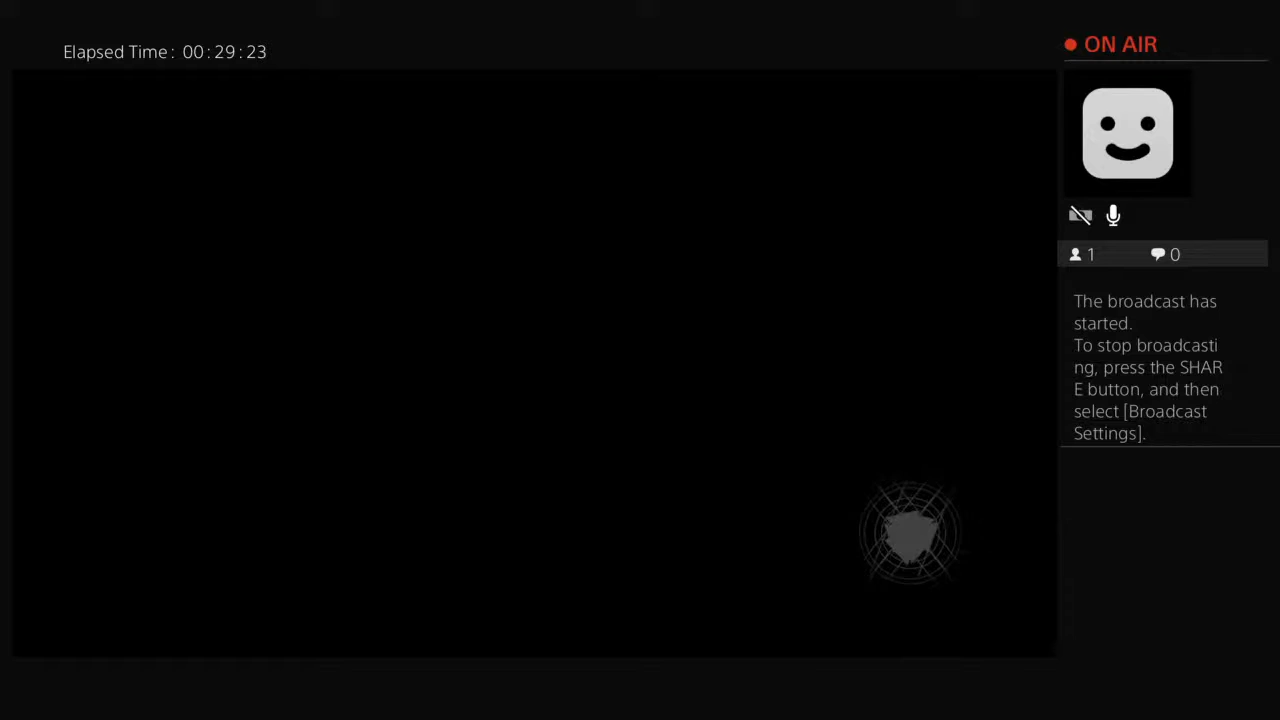 Elapsed Time: 00:29:23
ON AIR
1 0
The broadcast has
started.
To stop broadcasti
ng, press the SHAR
E button, and then
select [Broadcast
Settings].